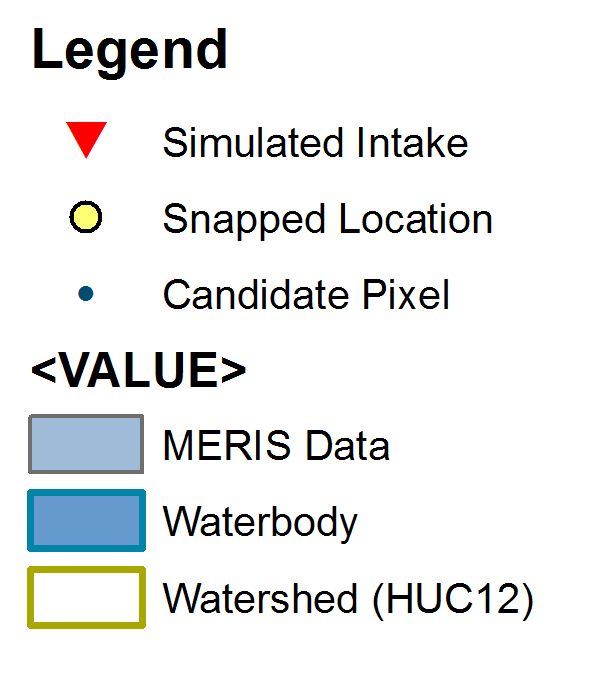 Legend
Simulated Intake
Snapped Location
Candidate Pixel
<VALUE>
MERIS Data
Waterbody
Watershed (HUC12)